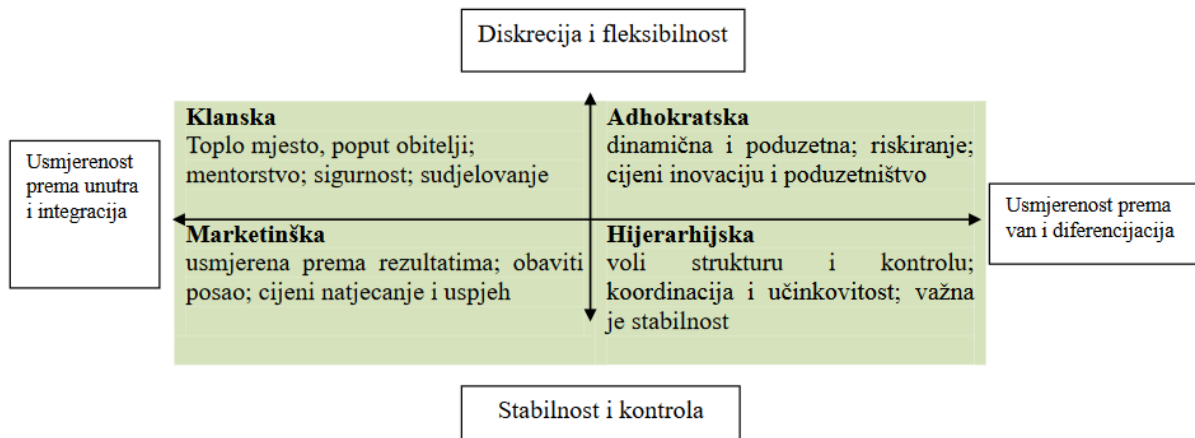 Diskrecija i fleksibilnost
Usmjerenost
prema unutra
i integracija
Klanska
Toplo mjesto, poput obitelji;
mentorstvo; sigurnost; sudjelovanje
Adhokratska
dinamična i poduzetna; riskiranje;
cijeni inovaciju i poduzetništvo
Marketinška
usmjerena prema rezultatima; obaviti
posao; cijeni natjecanje i uspjeh
Hijerarhijska
voli strukturu i kontrolu;
koordinacija i učinkovitost; važna
je stabilnost
Usmjerenost prema
van i diferencijacija
Stabilnost i kontrola